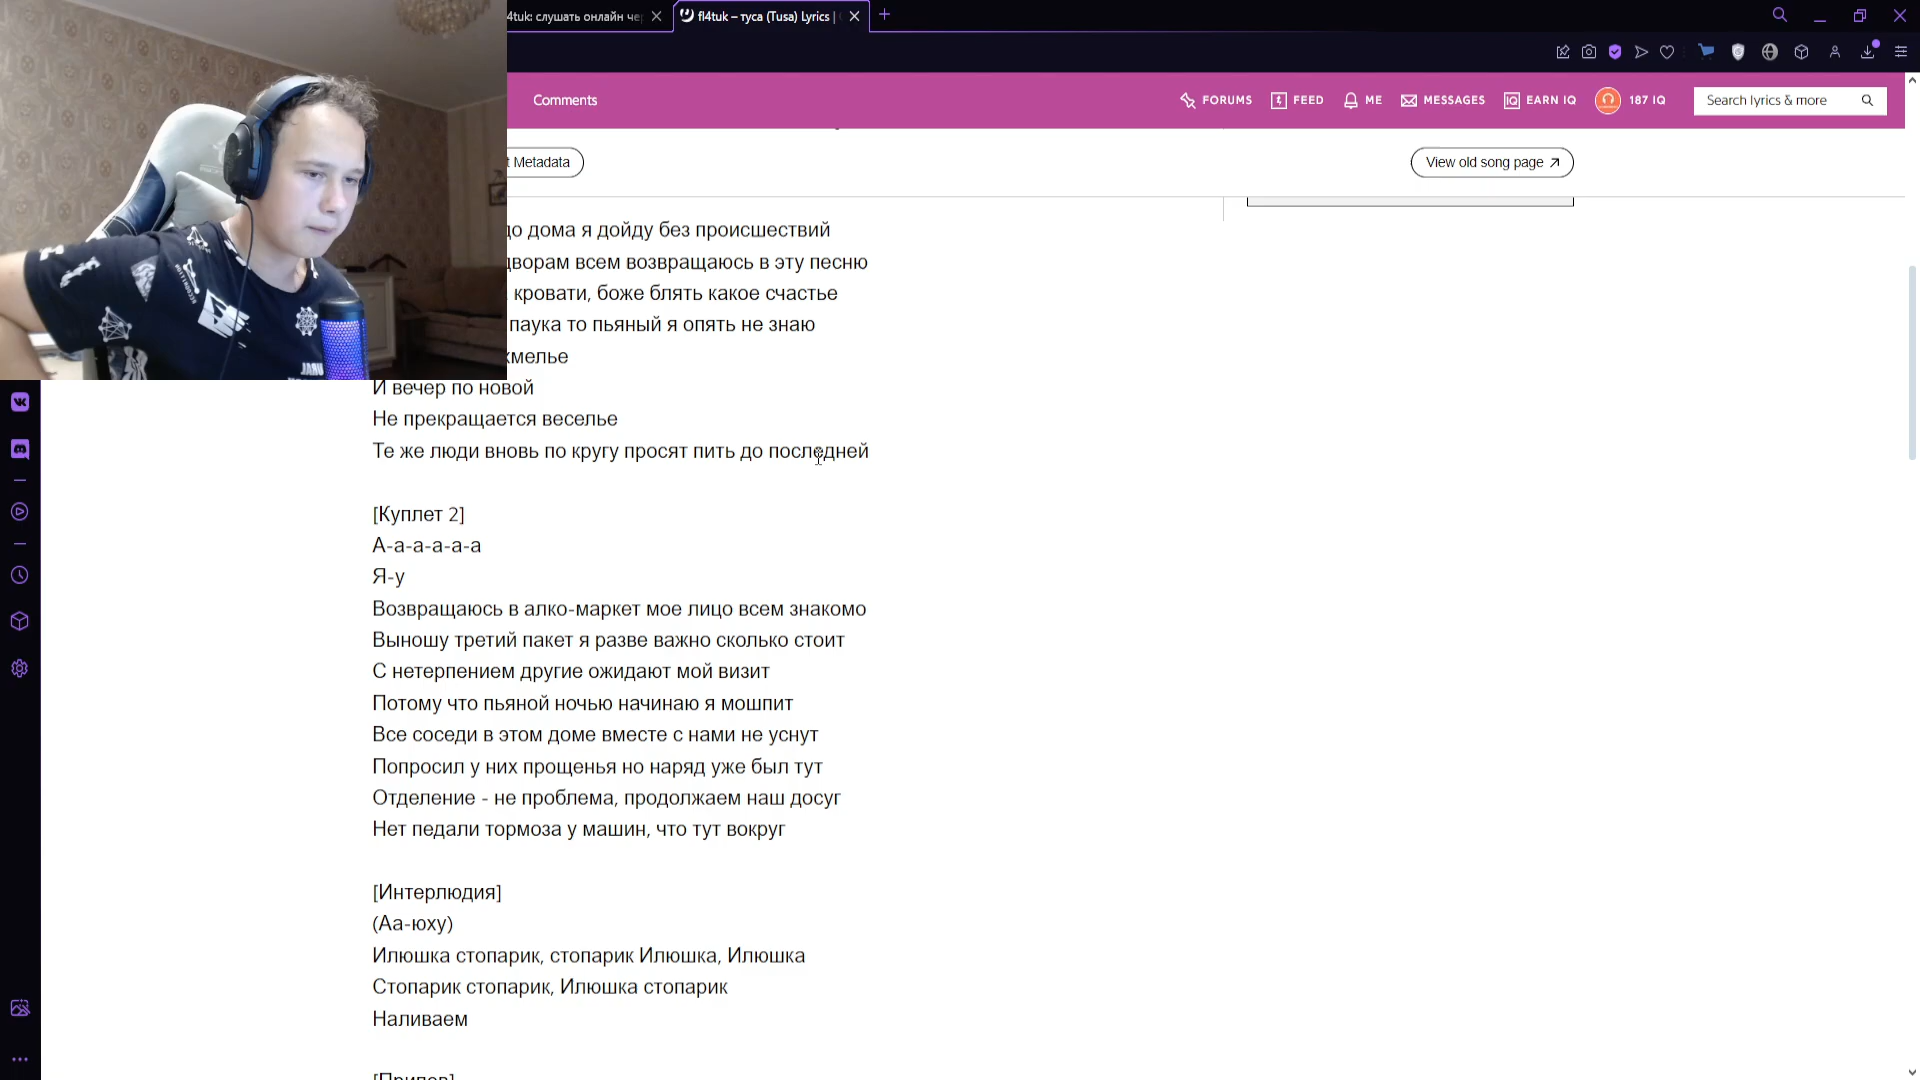 fl4tuk: слушать онлайн че
fl4tuk – туса (Tusa) Lyrics |
Comments
FORUMS
FEED
ME
MESSAGES
EARN IQ
187 IQ
Search lyrics & more
t Metadata
View old song page
до дома я дойду без происшествий
дворам всем возвращаюсь в эту песню
кровати, боже блять какое счастье
паука то пьяный я опять не знаю
хмелье
И вечер по новой
Не прекращается веселье
Те же люди вновь по кругу просят пить до последней
[Куплет 2]
А-а-а-а-а-а
Я-у
Возвращаюсь в алко-маркет мое лицо всем знакомо
Выношу третий пакет я разве важно сколько стоит
С нетерпением другие ожидают мой визит
Потому что пьяной ночью начинаю я мошпит
Все соседи в этом доме вместе с нами не уснут
Попросил у них прощенья но наряд уже был тут
Отделение - не проблема, продолжаем наш досуг
Нет педали тормоза у машин, что тут вокруг
[Интерлюдия]
(Аа-юху)
Илюшка стопарик, стопарик Илюшка, Илюшка
Стопарик стопарик, Илюшка стопарик
Наливаем
[Припев]